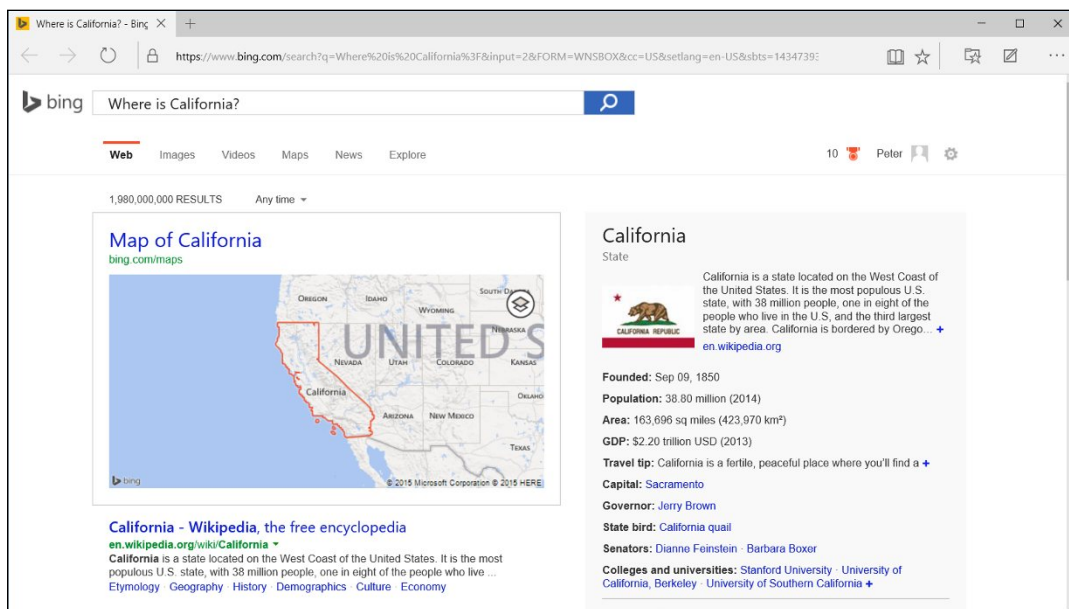 Where is California? - Bing
https://www.bing.com/search?q=Where%20is%20California%3F&input=2&FORM=WNSBOX&cc=US&setlang=en-US&sbts=1434739
bing
Where is California?
Web Images Videos Maps News Explore
10 Peter
1,980,000,000 RESULTS Any time
Map of California
bing.com/maps
OREGON
IDAHO
SOUTH DA
WYOMING
NEBRASKA
UNITED S
NEVADA
UTAH
COLORADO
KANSAS
California
OKLAHO
ARIZONA
NEW MEXICO
TEXAS
bing
© 2015 Microsoft Corporation © 2015 HERE
California - Wikipedia, the free encyclopedia
en.wikipedia.org/wiki/California
California is a state located on the West Coast of the United States. It is the most
populous U.S. state, with 38 million people, one in eight of the people who live ...
Etymology · Geography · History · Demographics · Culture · Economy
California
State
CALIFORNIA REPUBLIC
California is a state located on the West Coast of
the United States. It is the most populous U.S.
state, with 38 million people, one in eight of the
people who live in the U.S, and the third largest
state by area. California is bordered by Orego... +
en.wikipedia.org
Founded: Sep 09, 1850
Population: 38.80 million (2014)
Area: 163,696 sq miles (423,970 km²)
GDP: $2.20 trillion USD (2013)
Travel tip: California is a fertile, peaceful place where you'll find a +
Capital: Sacramento
Governor: Jerry Brown
State bird: California quail
Senators: Dianne Feinstein · Barbara Boxer
Colleges and universities: Stanford University · University of
California, Berkeley · University of Southern California +